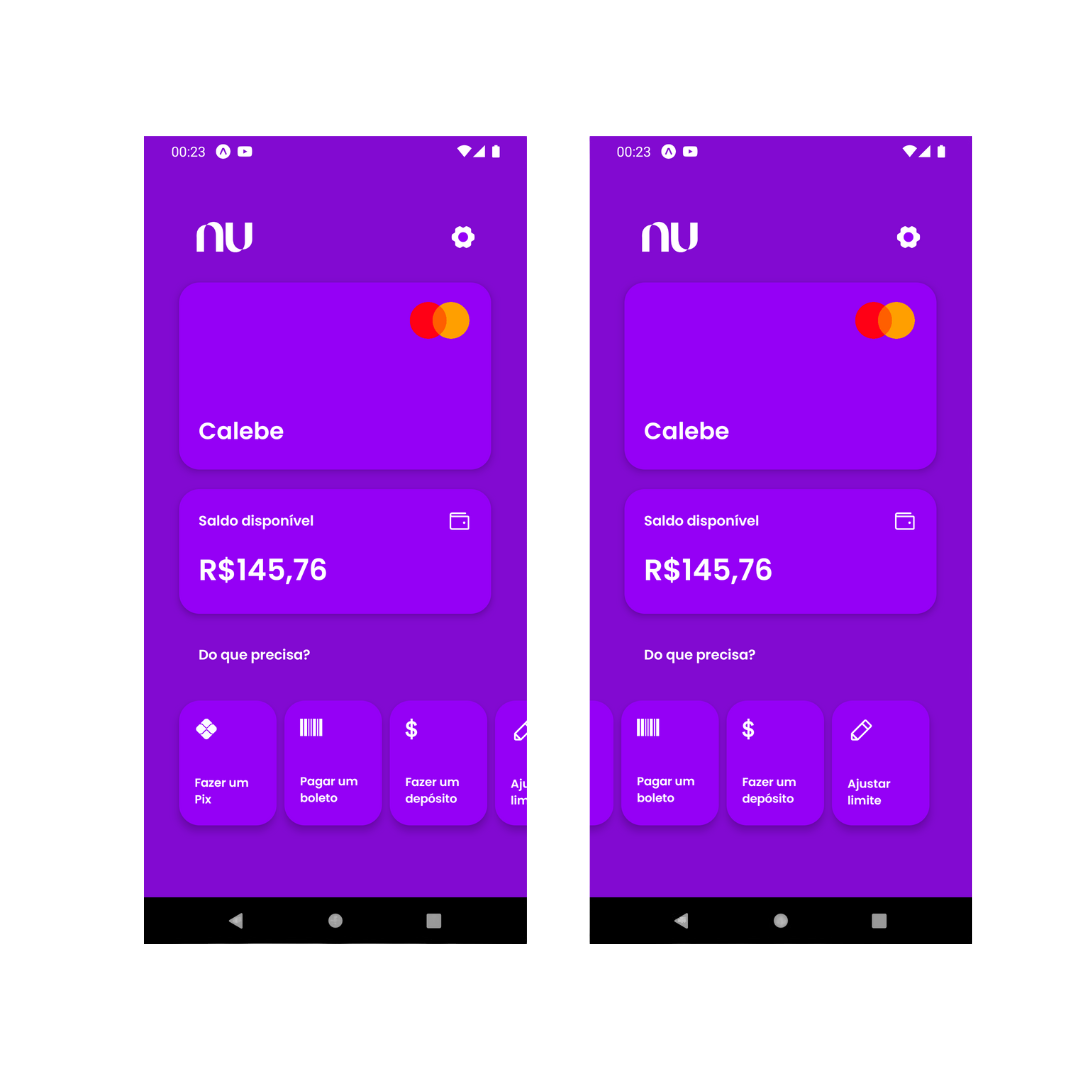 00:23
nu
Calebe
Saldo disponível
R$145,76
Do que precisa?
Fazer um
Pix
Pagar um
boleto
$
Fazer um
depósito
Aju
lim
00:23
nu
Calebe
Saldo disponível
R$145,76
Do que precisa?
Pagar um
boleto
$
Fazer um
depósito
Ajustar
limite